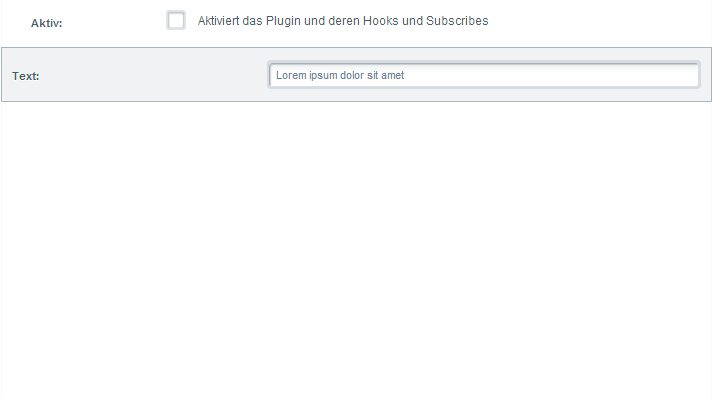 Aktiv: Aktiviert das Plugin und deren Hooks und Subscribes
Text: Lorem ipsum dolor sit amet